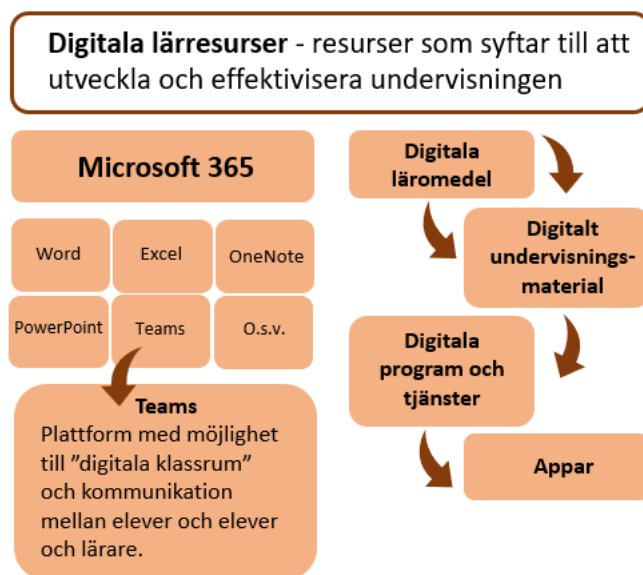 Digitala lärresurser - resurser som syftar till att
utveckla och effektivisera undervisningen
Microsoft 365
Word
Excel
OneNote
PowerPoint
Teams
O.s.v.
Teams
Plattform med möjlighet
till ”digitala klassrum”
och kommunikation
mellan elever och elever
och lärare.
Digitala
läromedel
Digitalt
undervisnings-
material
Digitala
program och
tjänster
Appar